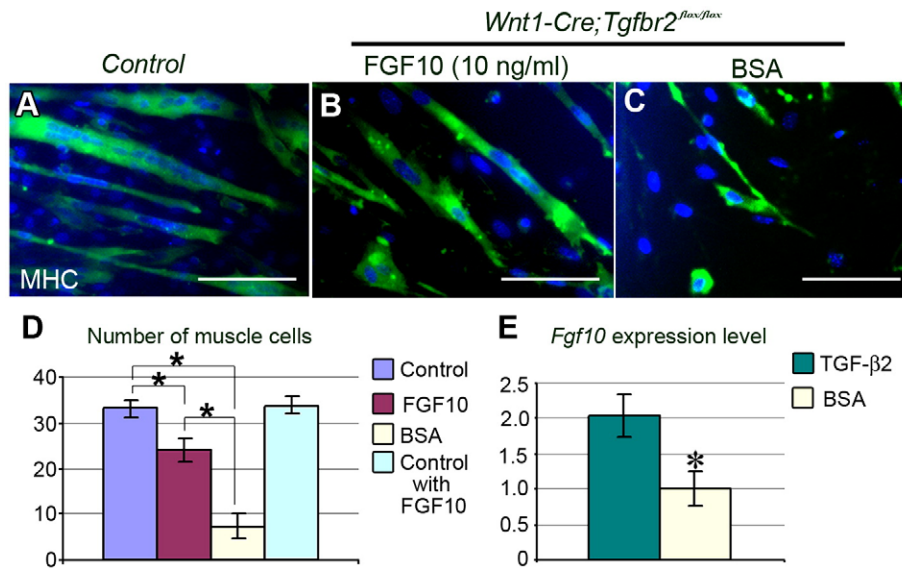 Wnt1-Cre;Tgfbr2flox/flox
Control
FGF10 (10 ng/ml)
BSA
A
B
C
MHC
D
Number of muscle cells
E
Fgf10 expression level
*
*
*
40
30
20
10
0
Control
FGF10
BSA
Control
with
FGF10
2.5
2.0
1.5
1.0
0.5
0
*
TGF-β2
BSA